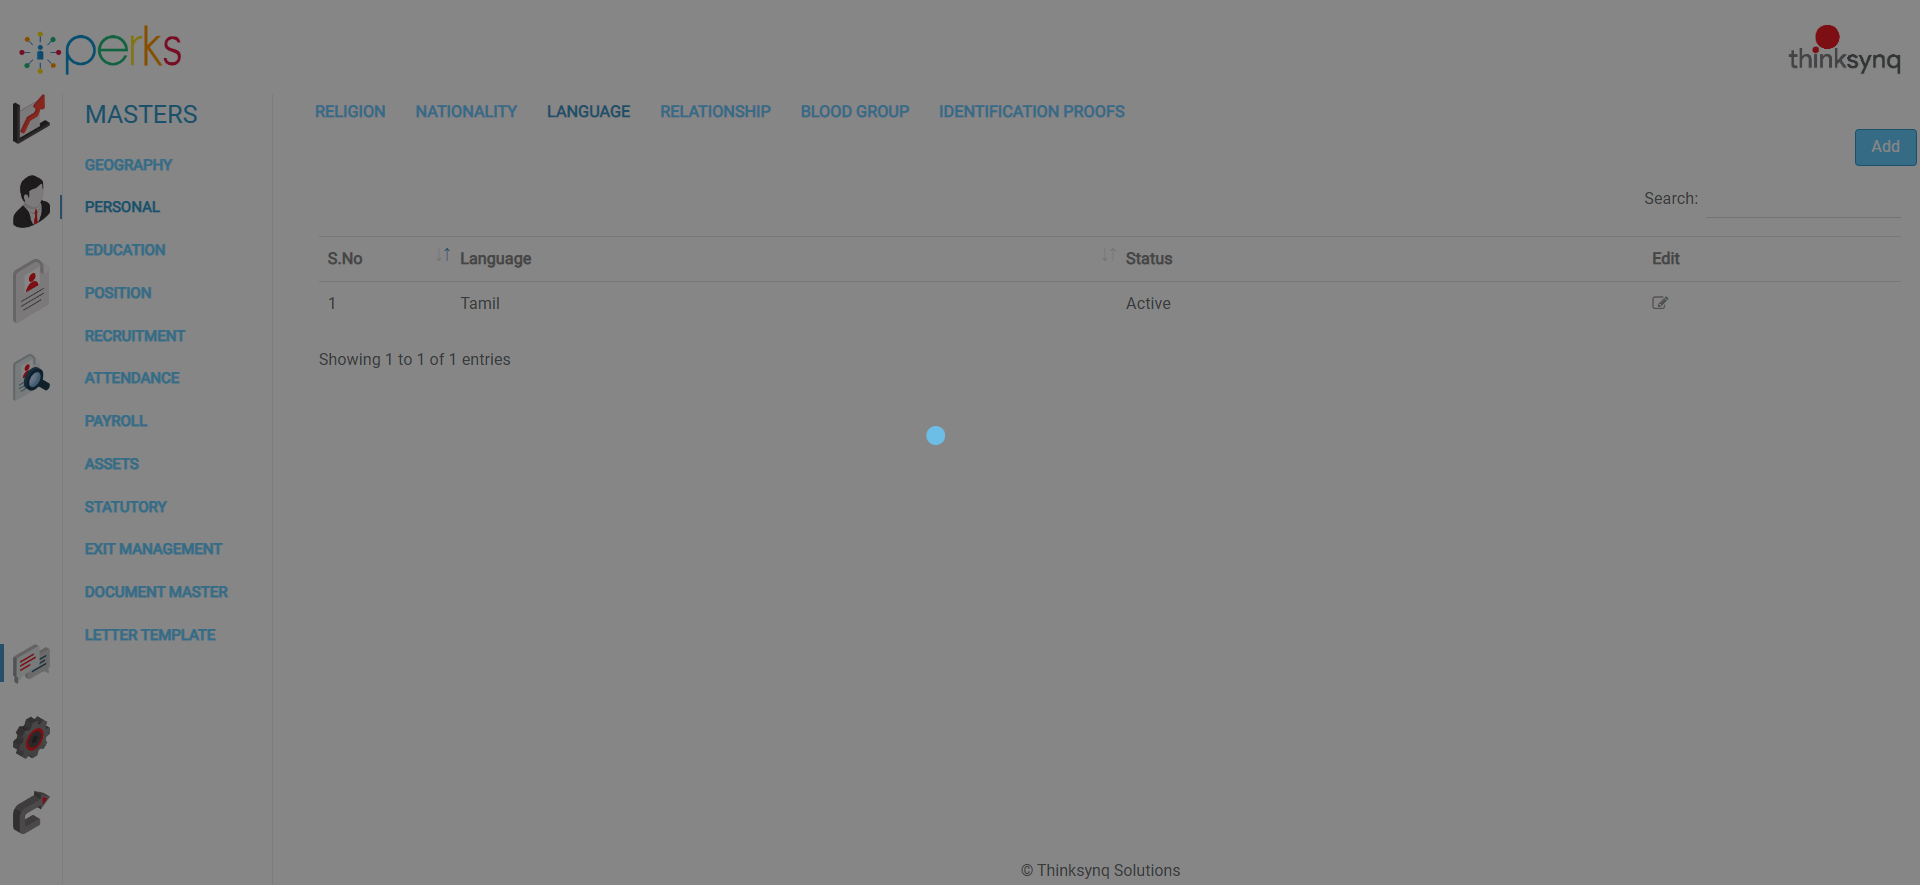 perks
thinksynq
MASTERS
GEOGRAPHY
PERSONAL
EDUCATION
POSITION
RECRUITMENT
ATTENDANCE
PAYROLL
ASSETS
STATUTORY
EXIT MANAGEMENT
DOCUMENT MASTER
LETTER TEMPLATE
RELIGION NATIONALITY LANGUAGE RELATIONSHIP BLOOD GROUP IDENTIFICATION PROOFS
Add
Search:
S.No Language Status Edit
1 Tamil Active
Showing 1 to 1 of 1 entries
© Thinksynq Solutions